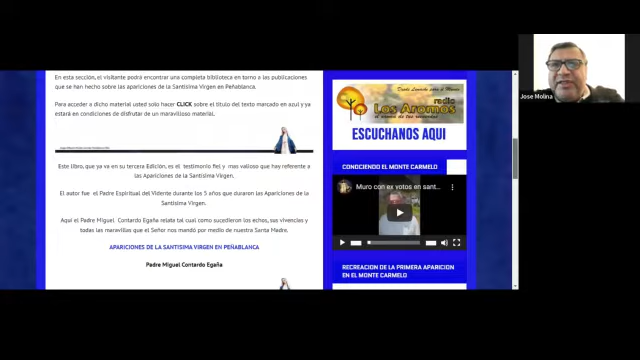 En esta sección, el visitante podrá encontrar una completa biblioteca en torno a las publicaciones
que se han hecho sobre las apariciones de la Santísima Virgen en Peñablanca.
Para acceder a dicho material usted solo hacer CLICK sobre el titulo del texto marcado en azul y ya
estará en condiciones de disfrutar de un maravilloso material.
Este libro, que ya va en su tercera Edición, es el testimonio fiel y mas valioso que hay referente a
las Apariciones de la Santísima Virgen.
El autor fue el Padre Espiritual del Vidente durante los 5 años que duraron las Apariciones de la
Santísima Virgen.
Aquí el Padre Miguel Contardo Egaña relata tal cual como sucedieron los echos, sus vivencias y
todas las maravillas que el Señor nos mandó por medio de nuestra Santa Madre.
APARICIONES DE LA SANTISIMA VIRGEN EN PEÑABLANCA
Padre Miguel Contardo Egaña
radio
Los Aromos
ESCUCHANOS AQUI
CONOCIENDO EL MONTE CARMELO
Muro con ex votos en sant...
RECREACION DE LA PRIMERA APARICION
EN EL MONTE CARMELO
Jose Molina